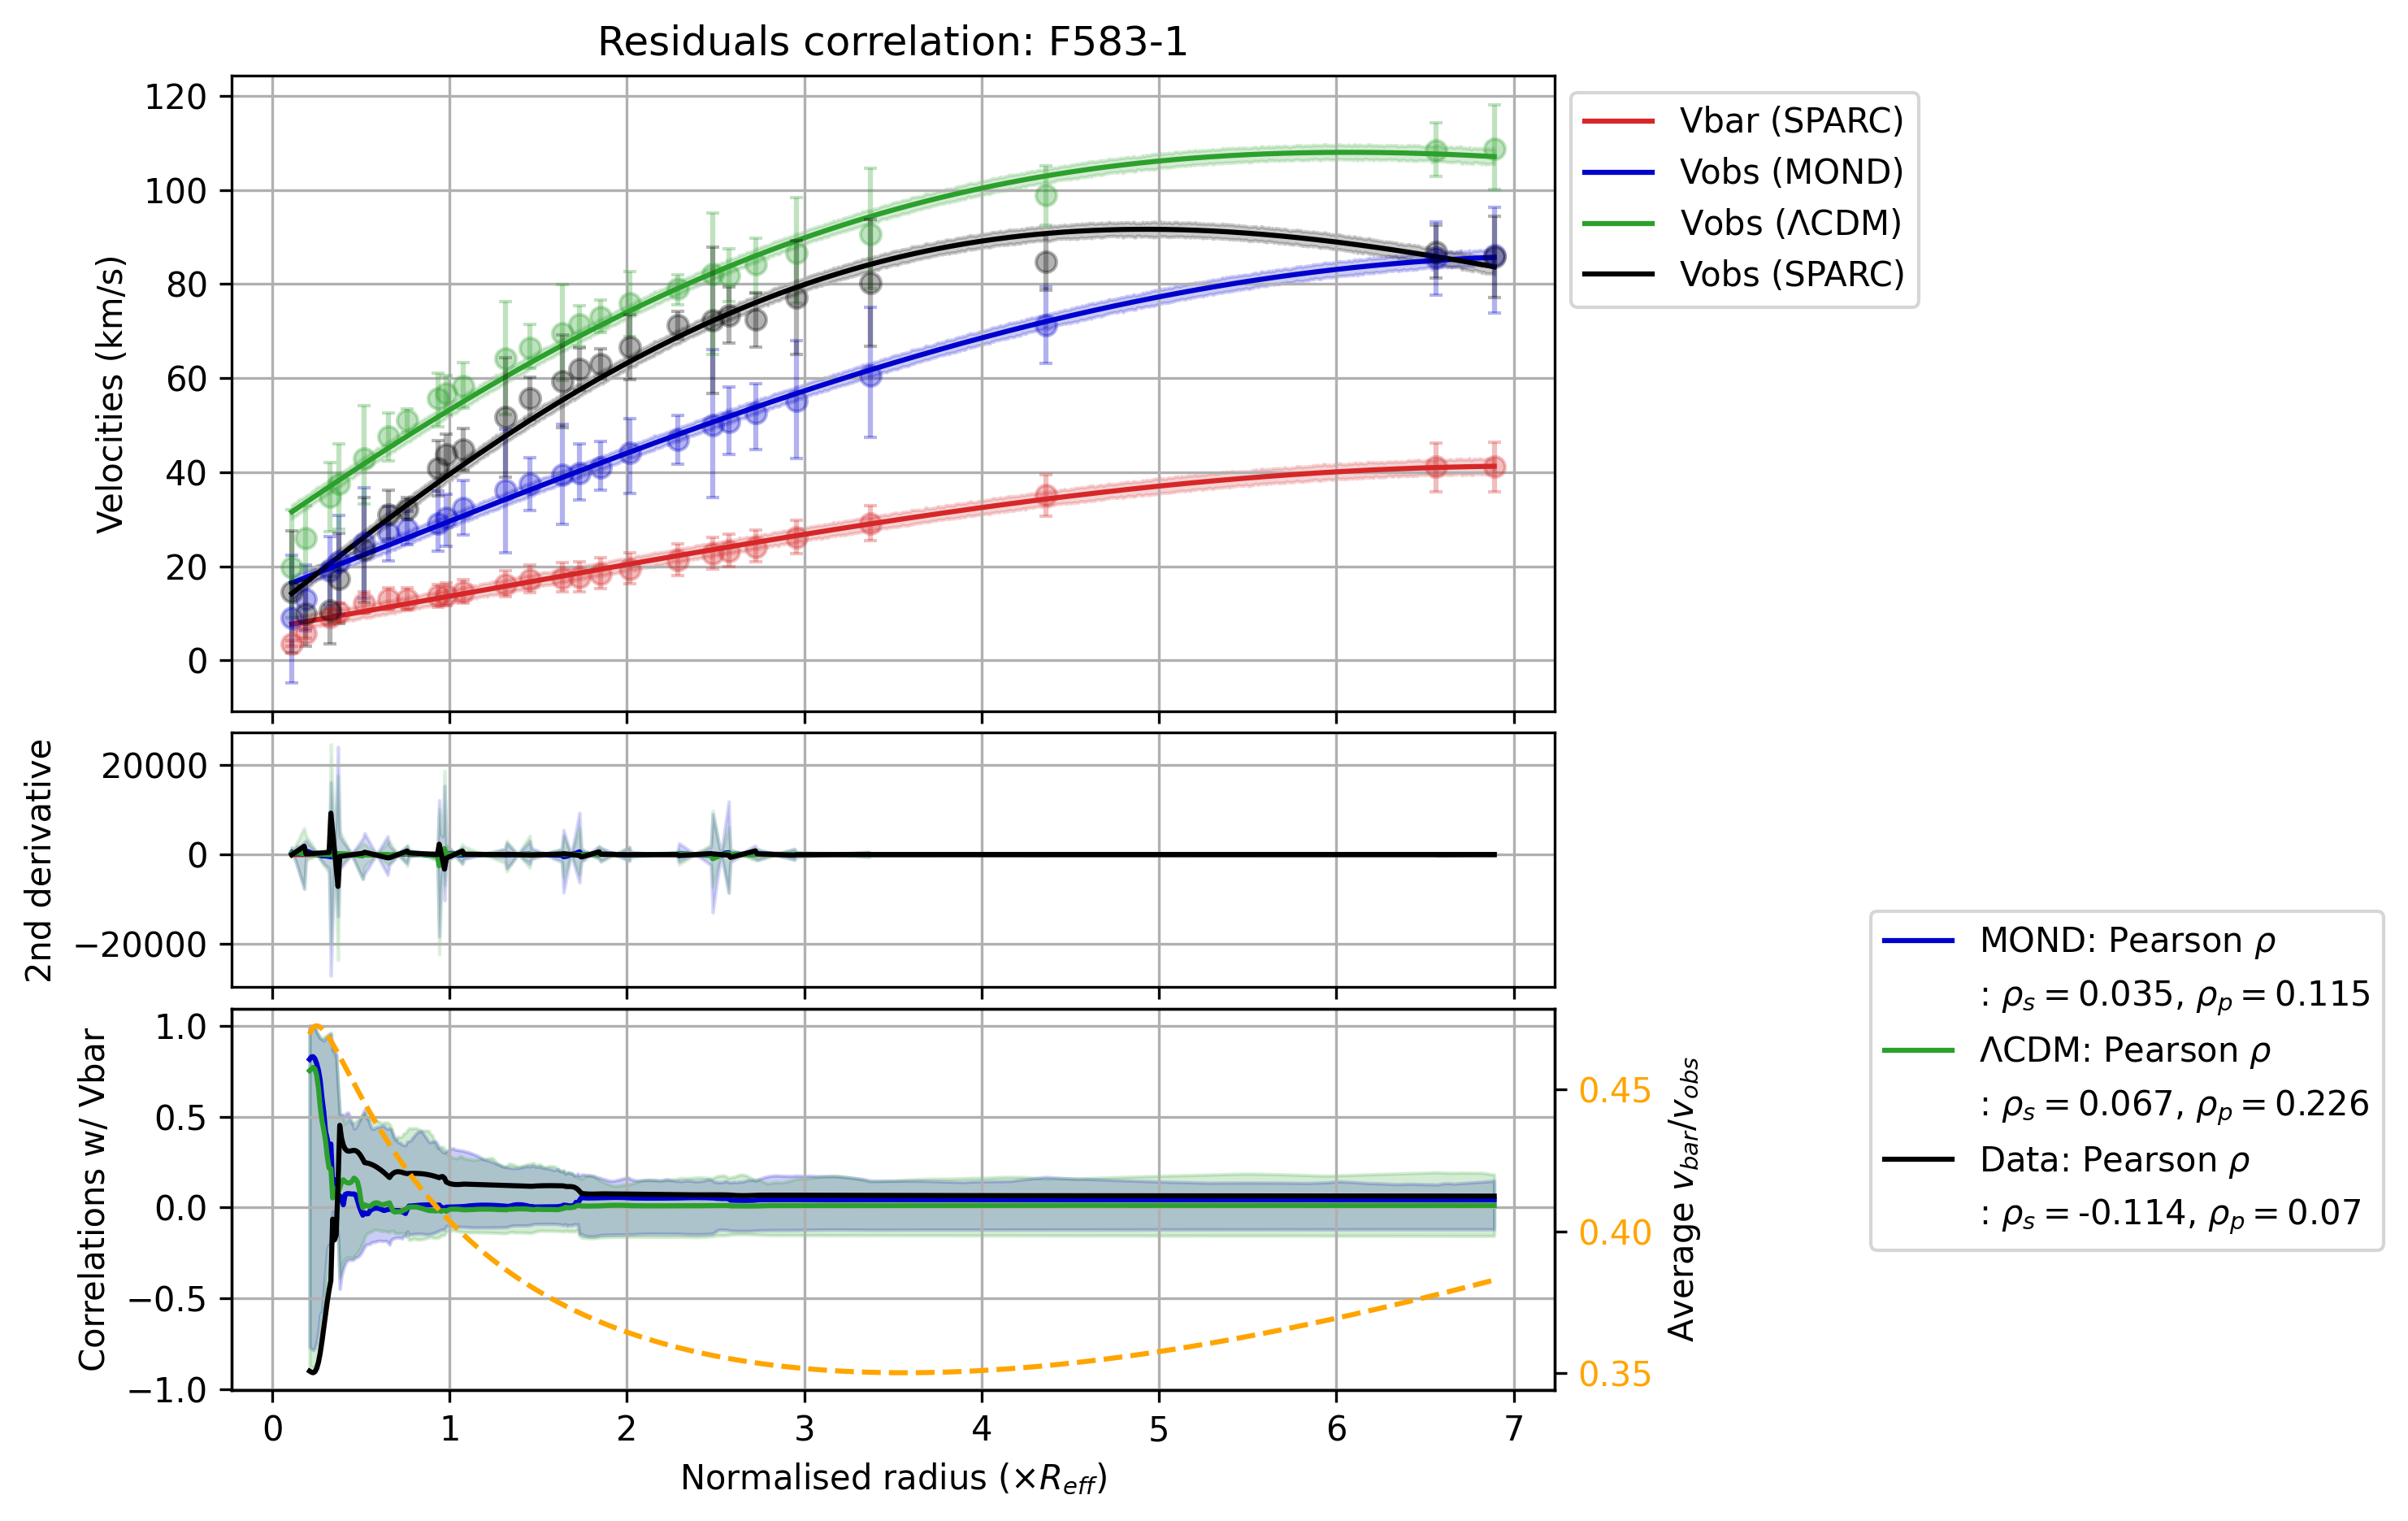 Residuals correlation: F583-1
Velocities (km/s)
120
100
80
60
40
20
0
Vbar (SPARC)
Vobs (MOND)
Vobs (ΛCDM)
Vobs (SPARC)
2nd derivative
20000
0
−20000
Correlations w/ Vbar
1.0
0.5
0.0
−0.5
−1.0
0.45
0.40
0.35
Average v_bar/v_obs
MOND: Pearson ρ
: ρ_s = 0.035, ρ_p = 0.115
ΛCDM: Pearson ρ
: ρ_s = 0.067, ρ_p = 0.226
Data: Pearson ρ
: ρ_s = -0.114, ρ_p = 0.07
0 1 2 3 4 5 6 7
Normalised radius (×R_eff)